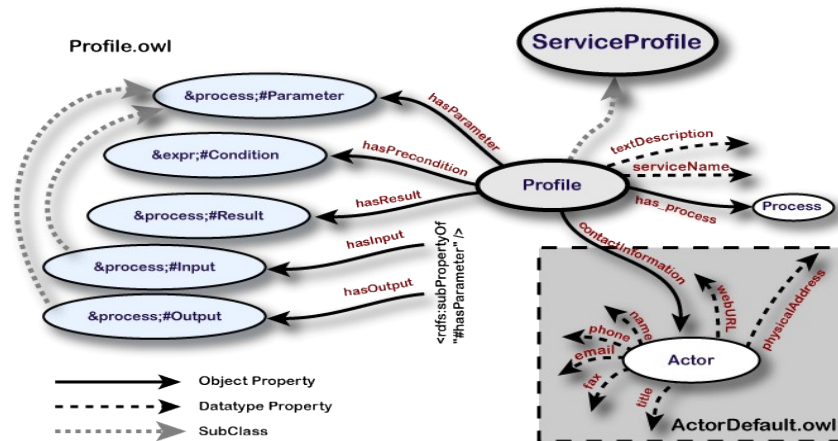 Profile.owl
ServiceProfile
&process;#Parameter
hasParameter
textDescription
&expr;#Condition
hasPrecondition
serviceName
Profile
&process;#Result
hasResult
has_process
Process
hasInput
&process;#Input
contactInformation
hasOutput
&process;#Output
<rdfs:subPropertyOf
"#hasParameter" />
webURL
physicalAddress
name
phone
email
fax
title
Actor
Object Property
Datatype Property
SubClass
ActorDefault.owl